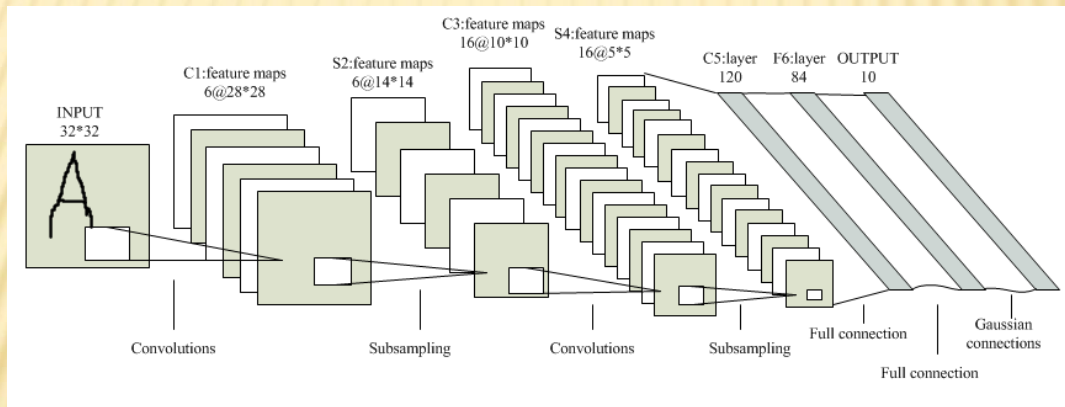 INPUT
32*32
C1:feature maps
6@28*28
S2:feature maps
6@14*14
C3:feature maps
16@10*10
S4:feature maps
16@5*5
C5:layer
120
F6:layer
84
OUTPUT
10
A
Convolutions
Subsampling
Convolutions
Subsampling
Full connection
Full connection
Gaussian
connections